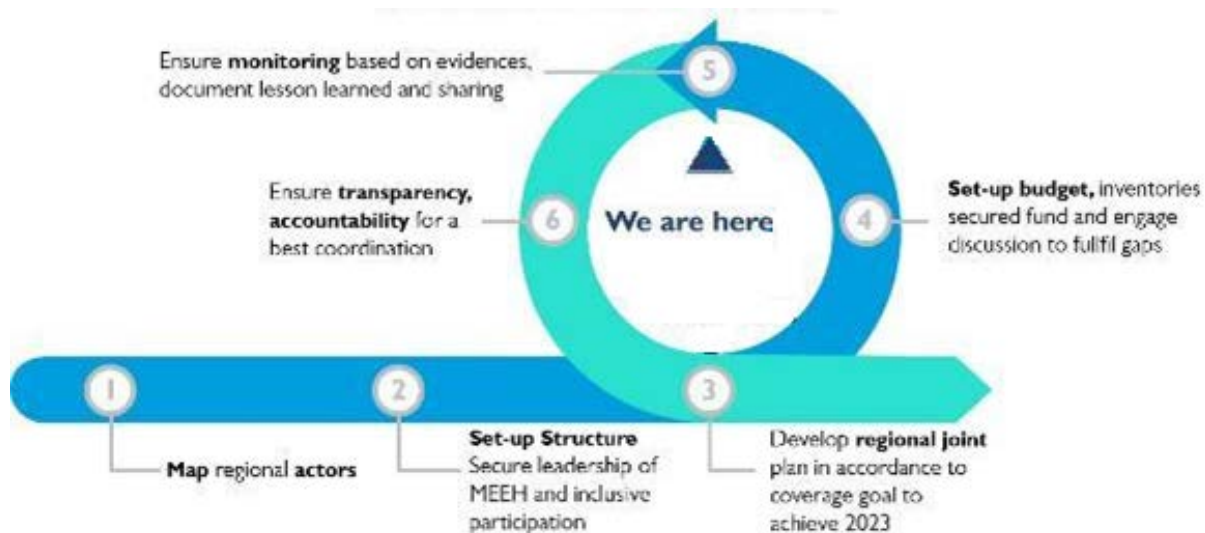 Ensure monitoring based on evidences,
document lesson learned and sharing
5
Ensure transparency,
accountability for a
best coordination
6
We are here
4
Set-up budget, inventories
secured fund and engage
discussion to fullfil gaps
1
2
3
Map regional actors
Set-up Structure
Secure leadership of
MEEH and inclusive
participation
Develop regional joint
plan in accordance to
coverage goal to
achieve 2023